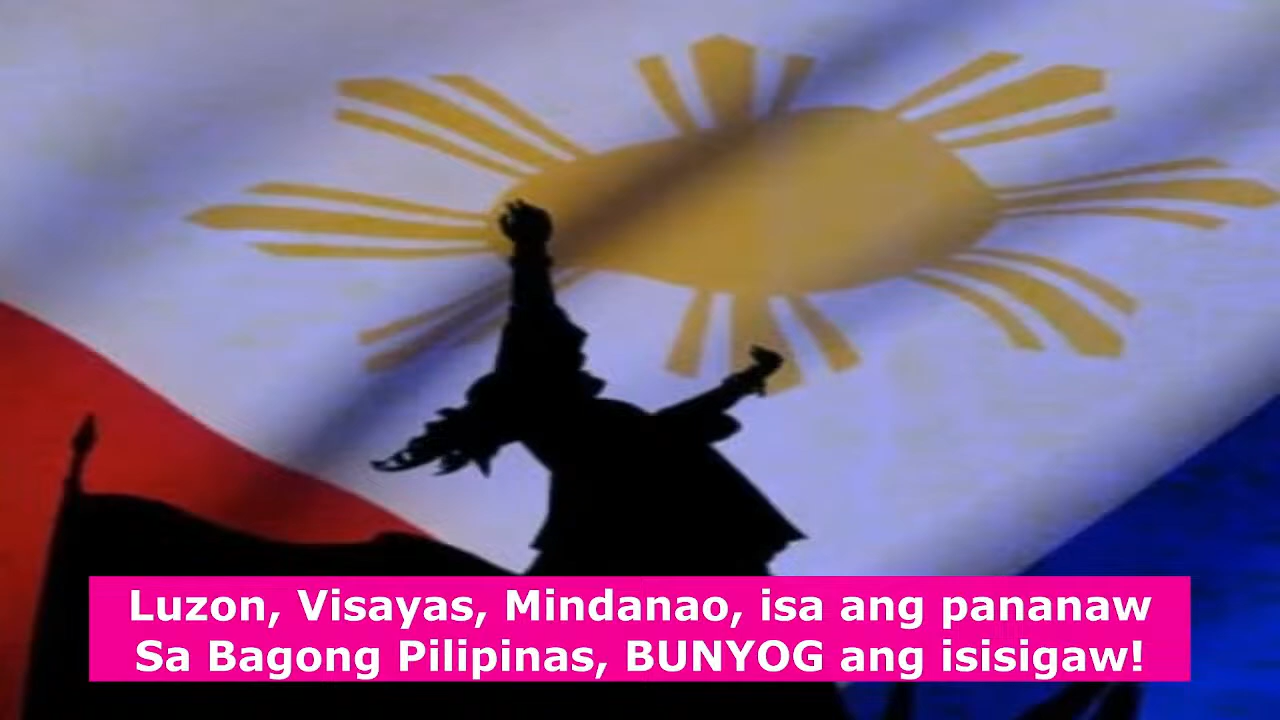 Luzon, Visayas, Mindanao, isa ang pananaw
Sa Bagong Pilipinas, BUNYOG ang isisigaw!